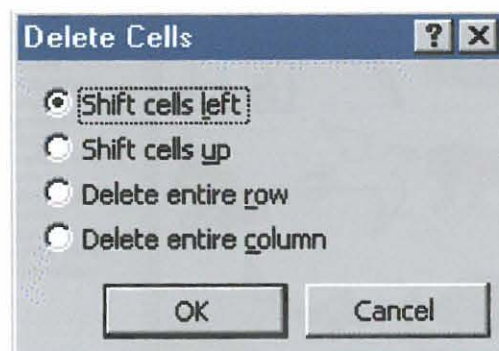 Delete Cells ? X
Shift cells left
Shift cells up
Delete entire row
Delete entire column
OK Cancel